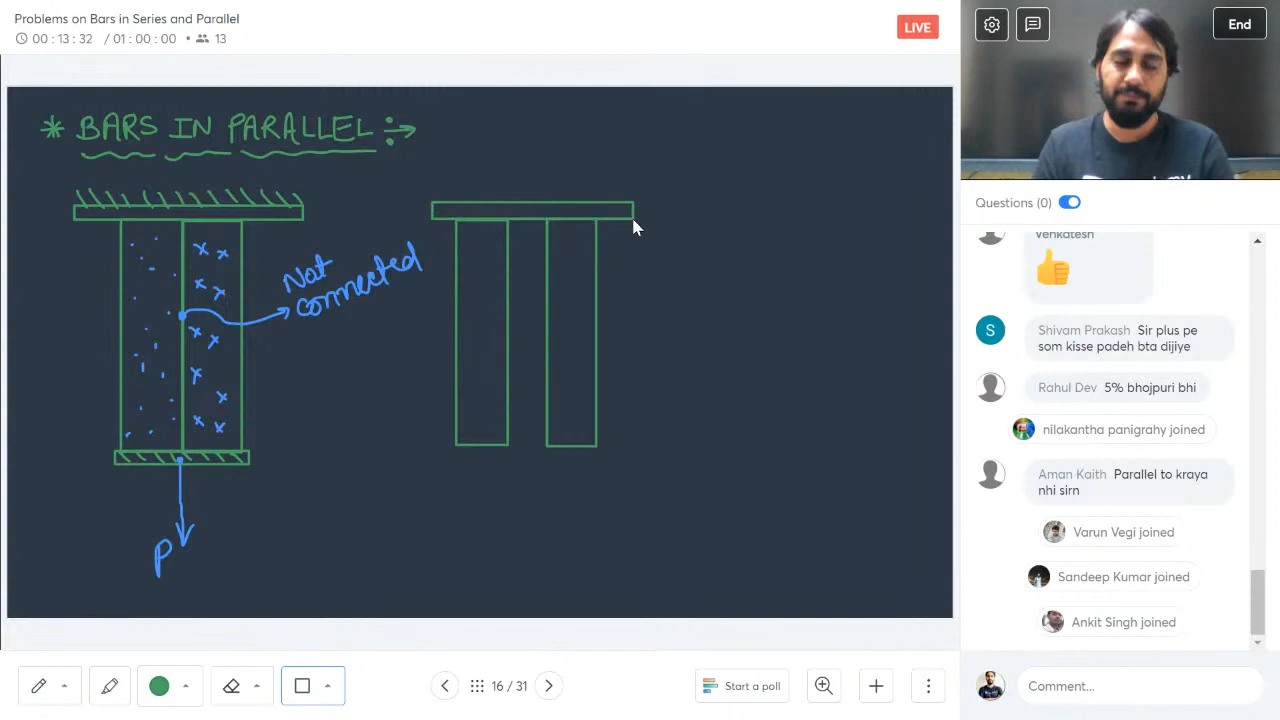 Problems on Bars in Series and Parallel
00 : 13 : 32 / 01 : 00 : 00 • 13
LIVE
End
* BARS IN PARALLEL :→
Not
connected
P
Questions (0)
Venkatesh
S
Shivam Prakash Sir plus pe
som kisse padeh bta dijiye
Rahul Dev 5% bhojpuri bhi
nilakantha panigrahy joined
Aman Kaith Parallel to kraya
nhi sirn
Varun Vegi joined
Sandeep Kumar joined
Ankit Singh joined
16 / 31
Start a poll
Comment...